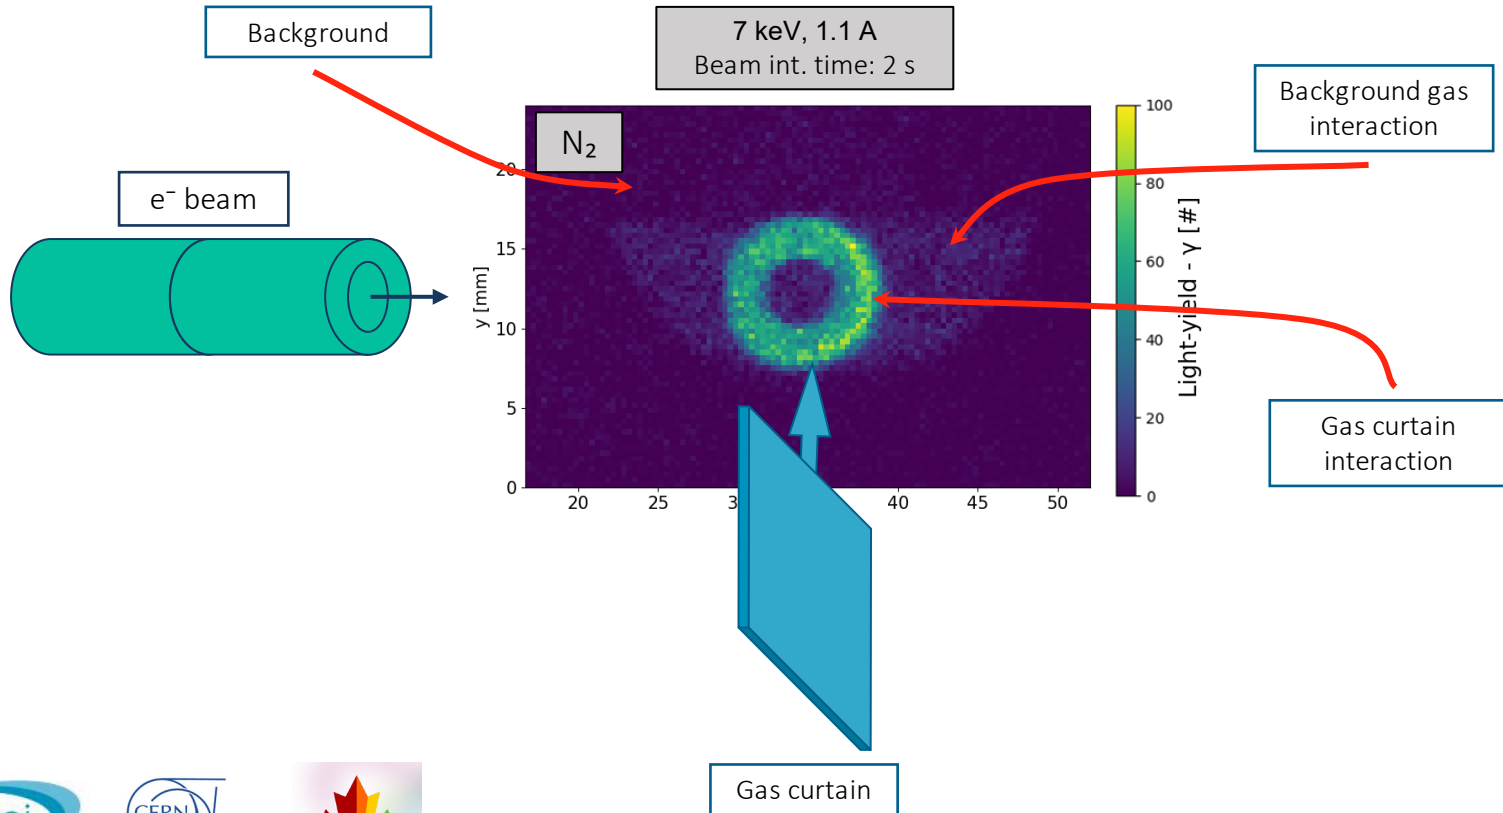 Background
7 keV, 1.1 A
Beam int. time: 2 s
Background gas
interaction
N₂
e⁻ beam
20
15
10
5
0
y [mm]
20
25
3
40
45
50
100
80
60
40
20
0
Light-yield - γ [#]
Gas curtain
interaction
Gas curtain
CERN